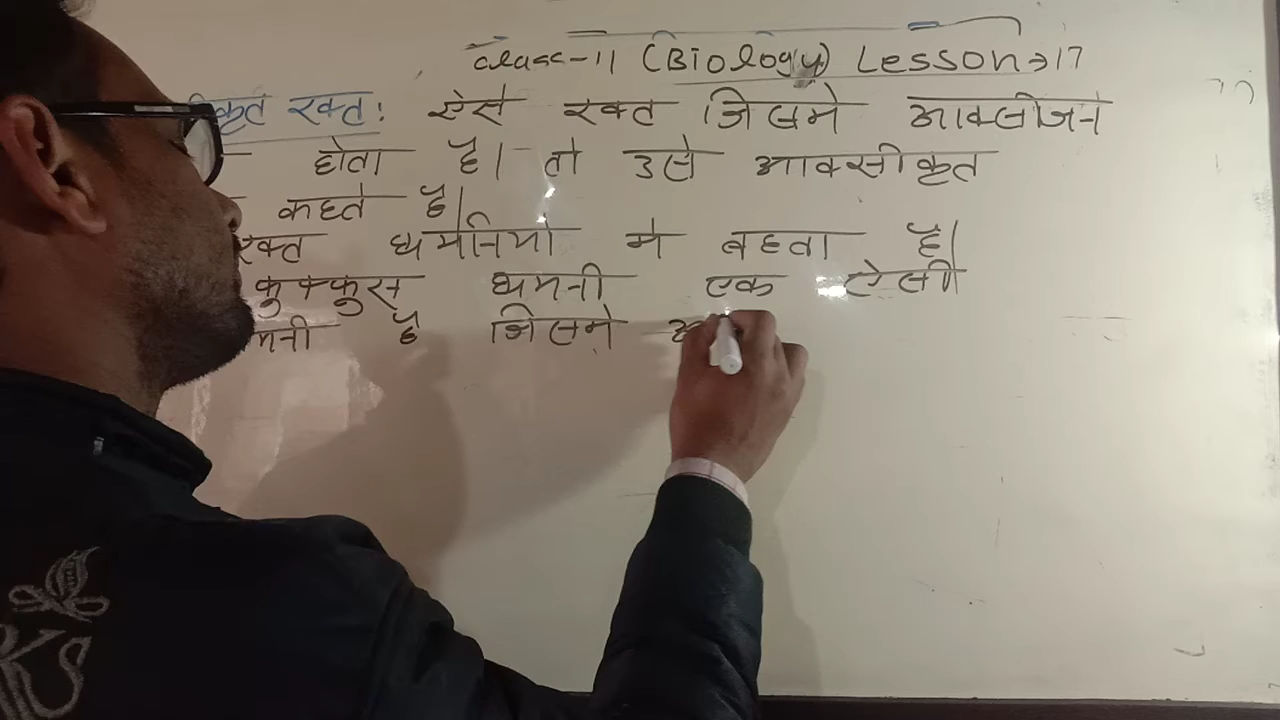 Class-11 (Biology) Lesson→17
कृत रक्त: ऐसे रक्त जिसमे आक्सीजन
होता है। तो उसे आक्सीकृत
कहते है।
रक्त धमनियो मे बहता है।
फुफ्फुस धमनी एक ऐसी
मनी है जिसमे
KS